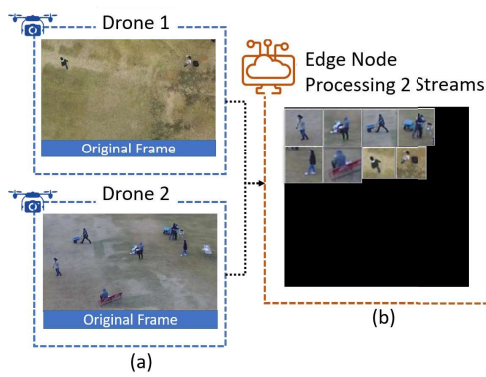 Drone 1
Original Frame
Drone 2
Original Frame
(a)
Edge Node
Processing 2 Streams
(b)